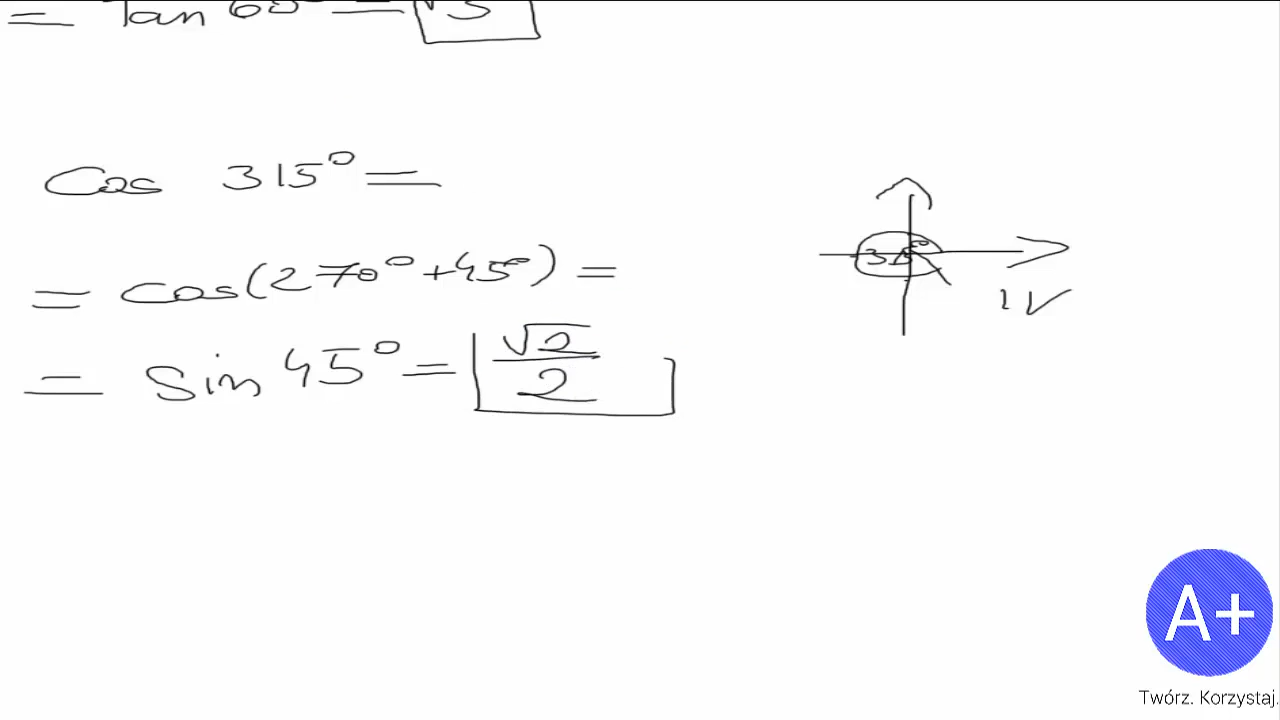 = Tan 60° = √3
Cos 315° =
= Cos(270° + 45°) =
= Sin 45° = √2/2
315°
IV
A+
Twórz. Korzystaj.